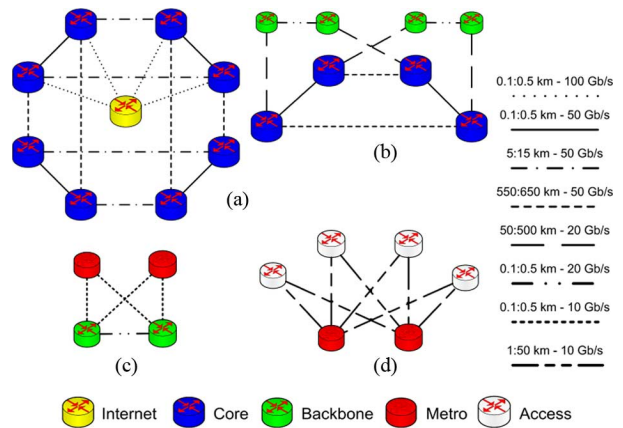 (a)
(b)
(c)
(d)
0.1:0.5 km - 100 Gb/s
0.1:0.5 km - 50 Gb/s
5:15 km - 50 Gb/s
550:650 km - 50 Gb/s
50:500 km - 20 Gb/s
0.1:0.5 km - 20 Gb/s
0.1:0.5 km - 10 Gb/s
1:50 km - 10 Gb/s
Internet
Core
Backbone
Metro
Access